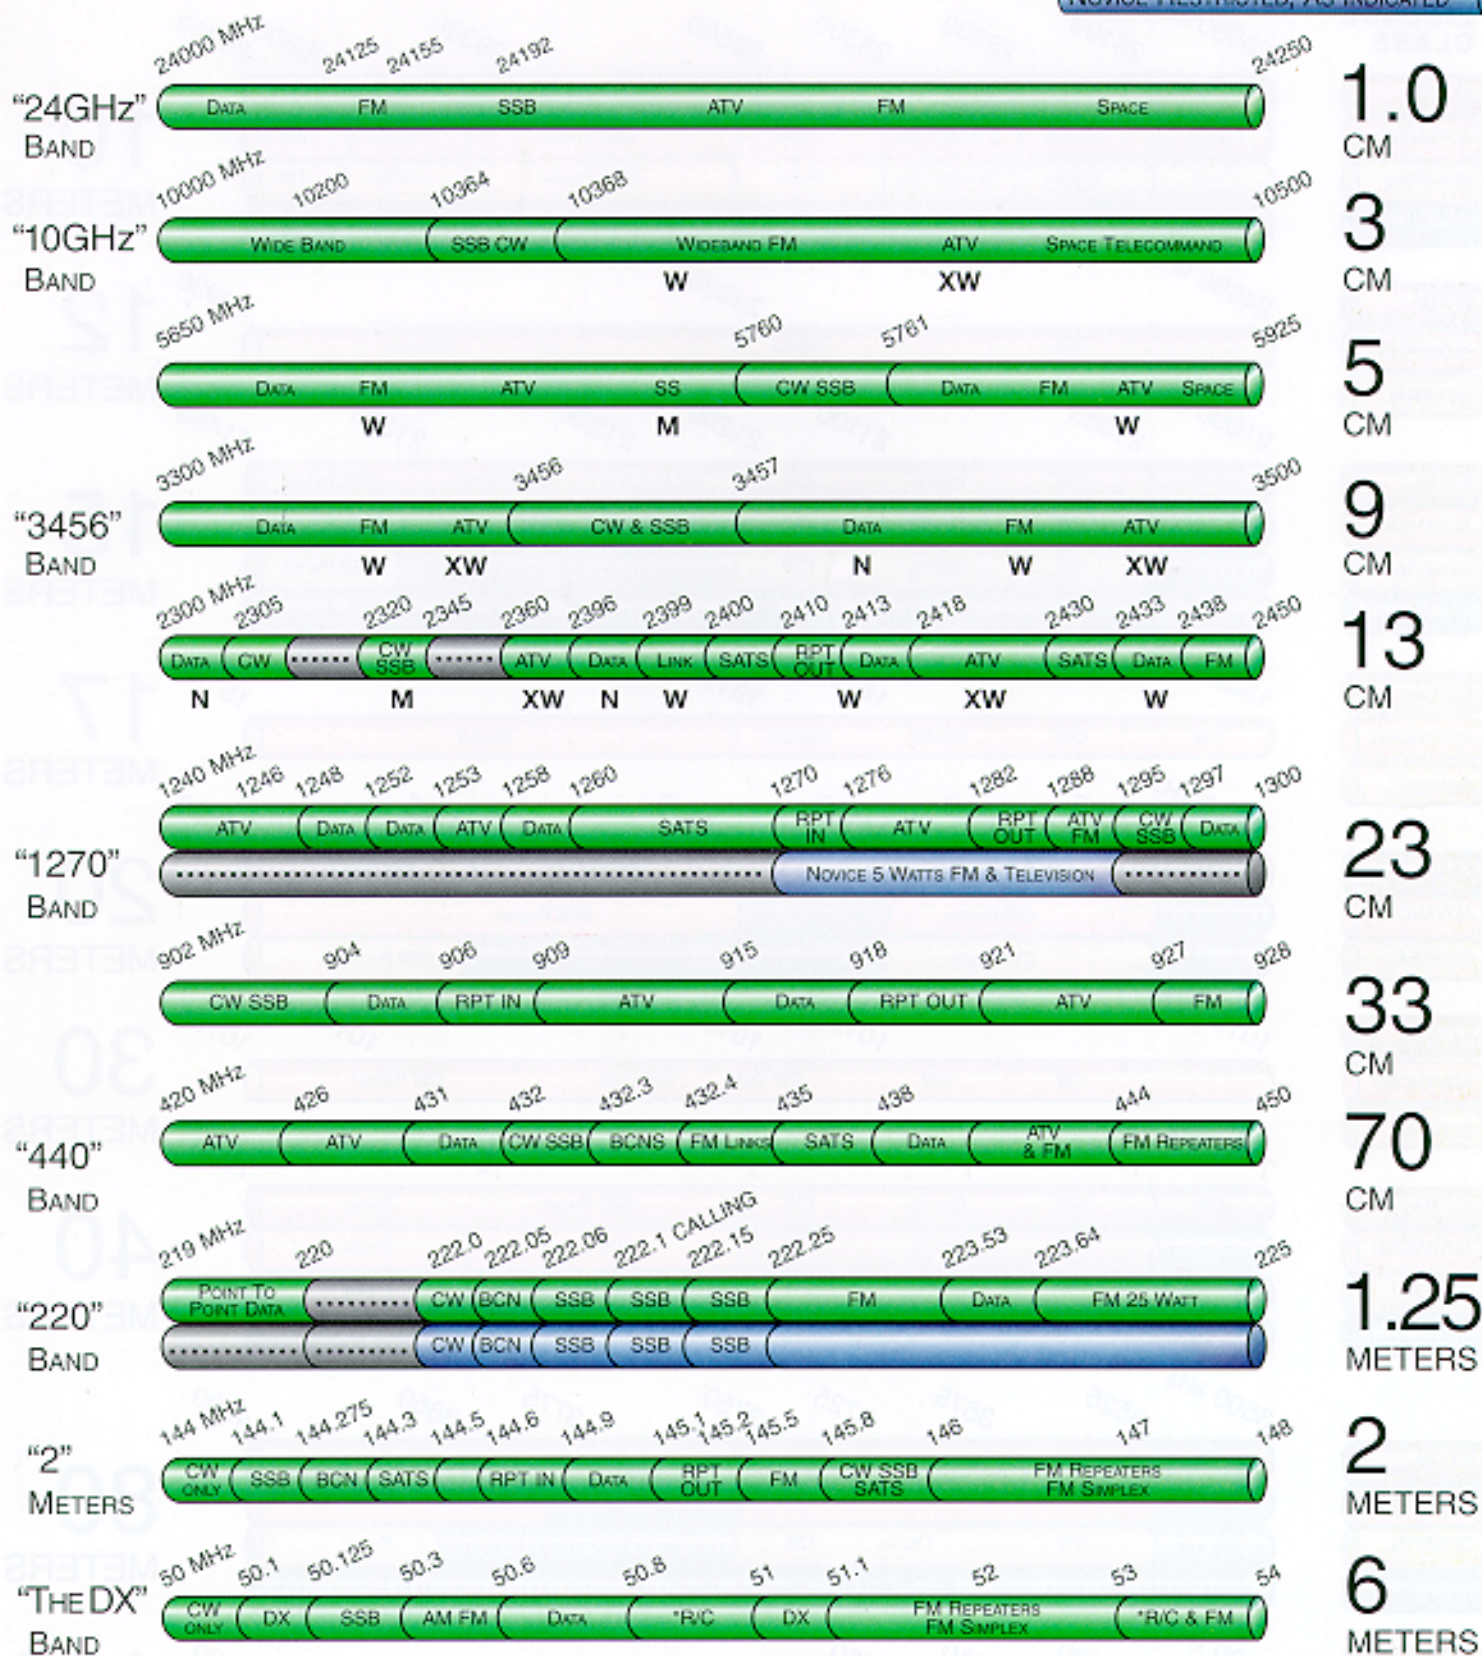 NOVICE RESTRICTED, AS INDICATED
24000 MHz 24125 24155 24192 24250
"24GHz" BAND
DATA FM SSB ATV FM SPACE
1.0 CM
10000 MHz 10200 10364 10368 10500
"10GHz" BAND
WIDE BAND SSB CW WIDEBAND FM ATV SPACE TELECOMMAND
W XW
3 CM
5650 MHz 5760 5761 5925
DATA FM ATV SS CW SSB DATA FM ATV SPACE
W M W
5 CM
3300 MHz 3456 3457 3500
"3456" BAND
DATA FM ATV CW & SSB DATA FM ATV
W XW N W XW
9 CM
2300 MHz 2305 2320 2345 2360 2396 2399 2400 2410 2413 2418 2430 2433 2438 2450
DATA CW CW SSB ATV DATA LINK SATS RPT OUT DATA ATV SATS DATA FM
N M XW N W W XW W
13 CM
1240 MHz 1246 1248 1252 1253 1258 1260 1270 1276 1282 1288 1295 1297 1300
ATV DATA DATA ATV DATA SATS RPT IN ATV RPT OUT ATV FM CW SSB DATA
"1270" BAND
NOVICE 5 WATTS FM & TELEVISION
23 CM
902 MHz 904 906 909 915 918 921 927 928
CW SSB DATA RPT IN ATV DATA RPT OUT ATV FM
33 CM
420 MHz 426 431 432 432.3 432.4 435 438 444 450
"440" BAND
ATV ATV DATA CW SSB BCNS FM LINKS SATS DATA ATV & FM FM REPEATERS
70 CM
219 MHz 220 222.0 222.05 222.06 222.1 CALLING 222.15 222.25 223.53 223.64 225
"220" BAND
POINT TO POINT DATA CW BCN SSB SSB SSB FM DATA FM 25 WATT
CW BCN SSB SSB SSB
1.25 METERS
144 MHz 144.1 144.275 144.3 144.5 144.6 144.9 145.1 145.2 145.5 145.8 146 147 148
"2" METERS
CW ONLY SSB BCN SATS RPT IN DATA RPT OUT FM CW SSB SATS FM REPEATERS FM SIMPLEX
2 METERS
50 MHz 50.1 50.125 50.3 50.6 50.8 51 51.1 52 53 54
"THE DX" BAND
CW ONLY DX SSB AM FM DATA *R/C DX FM REPEATERS FM SIMPLEX *R/C & FM
6 METERS